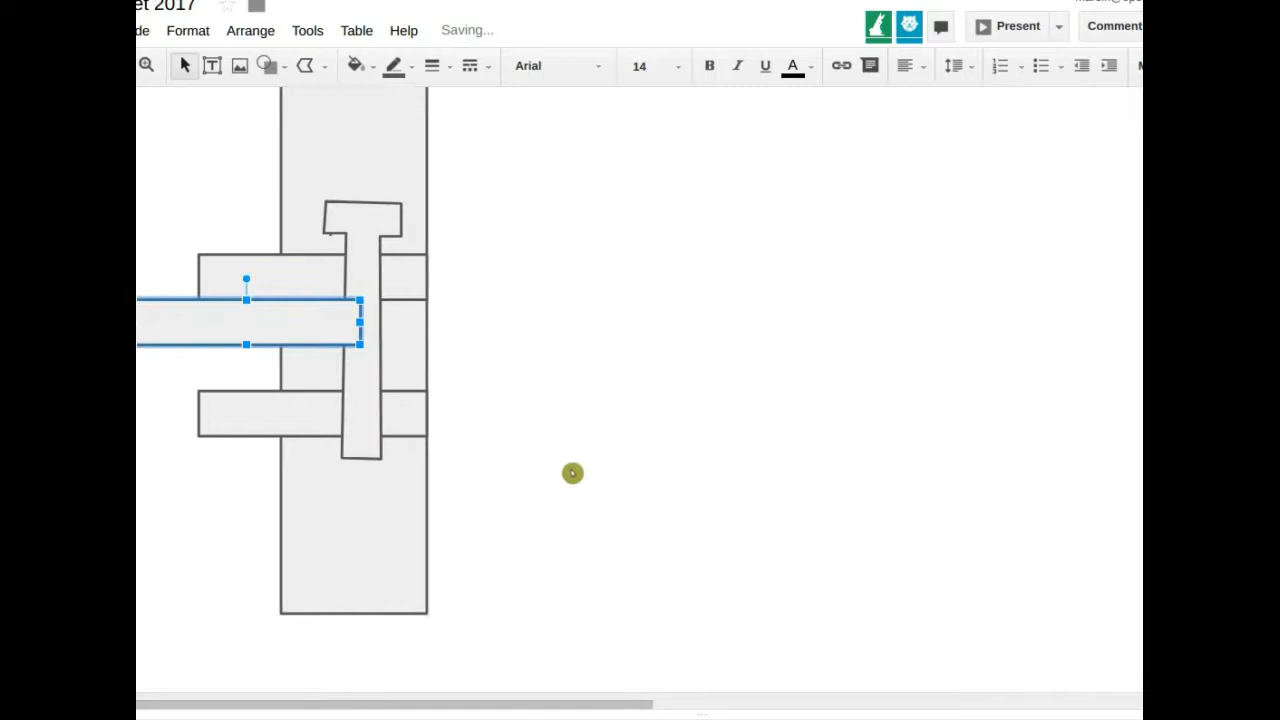 et 2017
de Format Arrange Tools Table Help Saving...
Present
Comment
Arial 14 B I U A